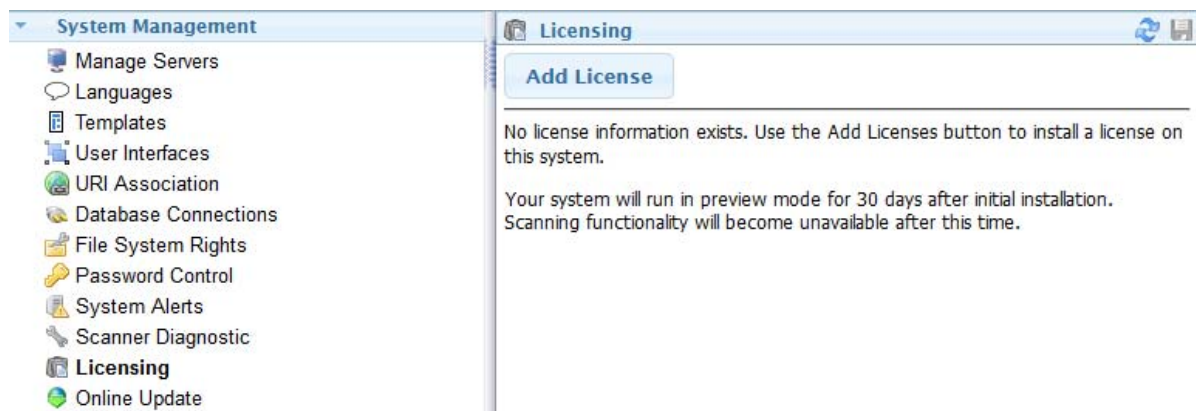 System Management
Manage Servers
Languages
Templates
User Interfaces
URI Association
Database Connections
File System Rights
Password Control
System Alerts
Scanner Diagnostic
Licensing
Online Update
Licensing
Add License
No license information exists. Use the Add Licenses button to install a license on
this system.
Your system will run in preview mode for 30 days after initial installation.
Scanning functionality will become unavailable after this time.